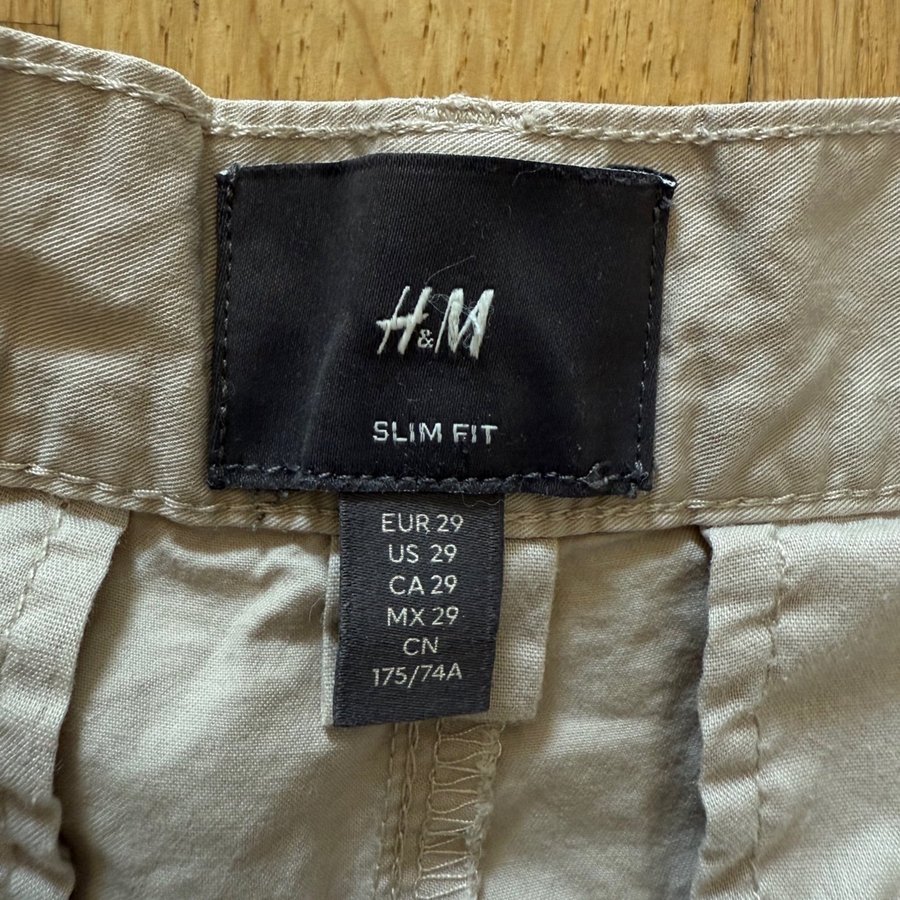 H&M
SLIM FIT
EUR 29
US 29
CA 29
MX 29
CN
175/74A